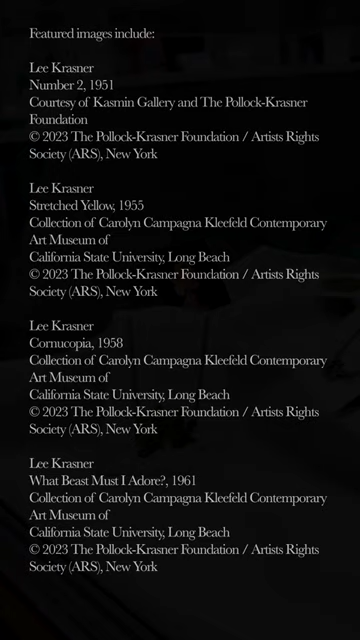 Featured images include:
Lee Krasner
Number 2, 1951
Courtesy of Kasmin Gallery and The Pollock-Krasner
Foundation
© 2023 The Pollock-Krasner Foundation / Artists Rights
Society (ARS), New York
Lee Krasner
Stretched Yellow, 1955
Collection of Carolyn Campagna Kleefeld Contemporary
Art Museum of
California State University, Long Beach
© 2023 The Pollock-Krasner Foundation / Artists Rights
Society (ARS), New York
Lee Krasner
Cornucopia, 1958
Collection of Carolyn Campagna Kleefeld Contemporary
Art Museum of
California State University, Long Beach
© 2023 The Pollock-Krasner Foundation / Artists Rights
Society (ARS), New York
Lee Krasner
What Beast Must I Adore?, 1961
Collection of Carolyn Campagna Kleefeld Contemporary
Art Museum of
California State University, Long Beach
© 2023 The Pollock-Krasner Foundation / Artists Rights
Society (ARS), New York